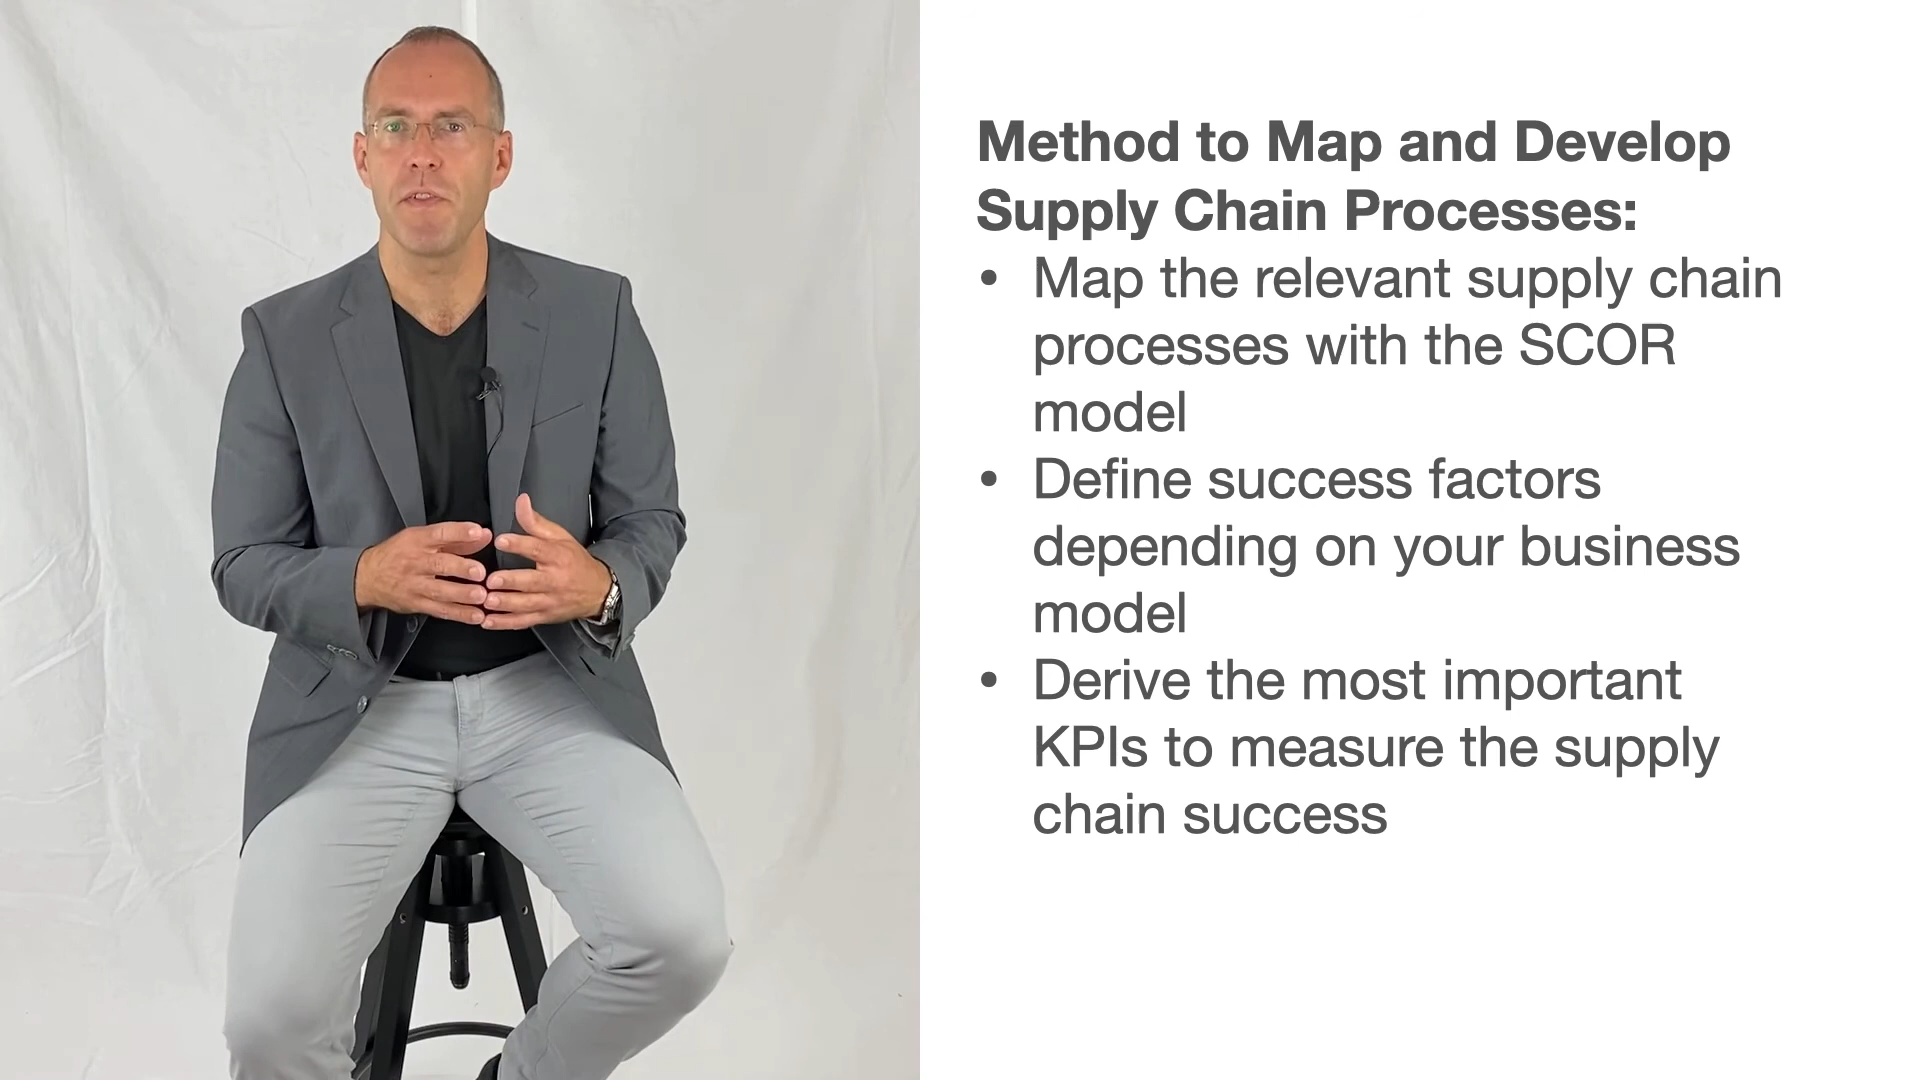 Method to Map and Develop
Supply Chain Processes:
• Map the relevant supply chain
processes with the SCOR
model
• Define success factors
depending on your business
model
• Derive the most important
KPIs to measure the supply
chain success